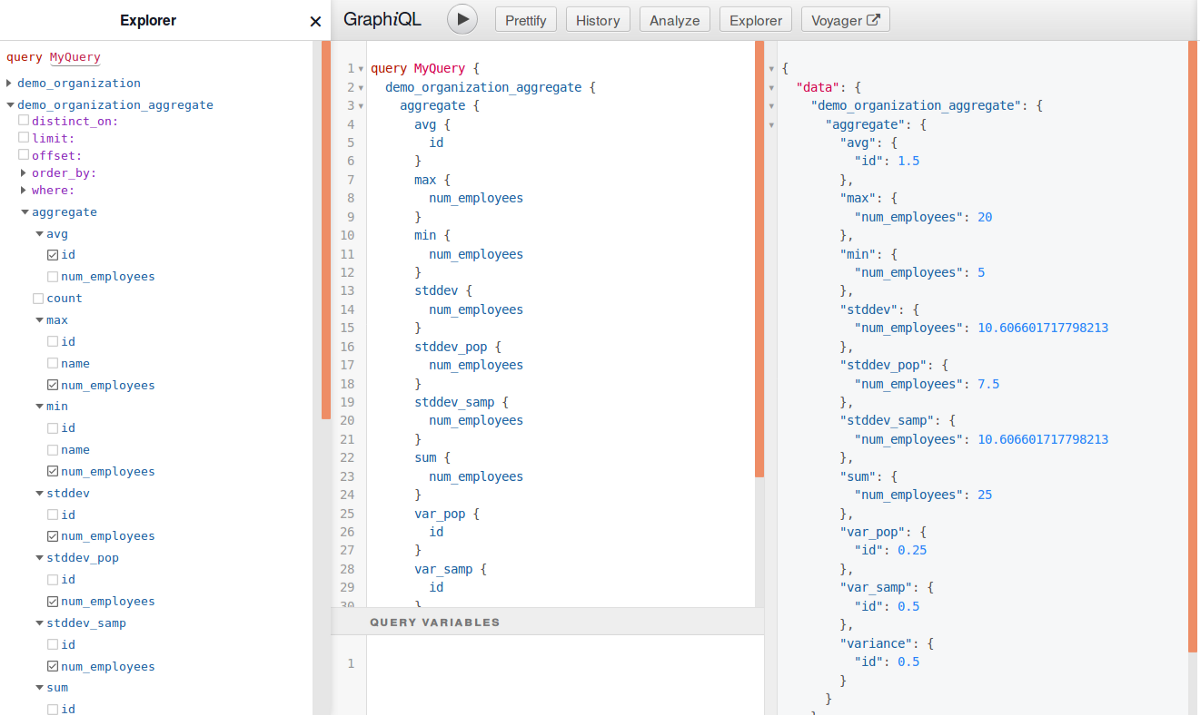 Explorer
×
query MyQuery
demo_organization
demo_organization_aggregate
distinct_on:
limit:
offset:
order_by:
where:
aggregate
avg
id
num_employees
count
max
id
name
num_employees
min
id
name
num_employees
stddev
id
num_employees
stddev_pop
id
num_employees
stddev_samp
id
num_employees
sum
id
GraphiQL
Prettify
History
Analyze
Explorer
Voyager
1 query MyQuery {
2 demo_organization_aggregate {
3 aggregate {
4 avg {
5 id
6 }
7 max {
8 num_employees
9 }
10 min {
11 num_employees
12 }
13 stddev {
14 num_employees
15 }
16 stddev_pop {
17 num_employees
18 }
19 stddev_samp {
20 num_employees
21 }
22 sum {
23 num_employees
24 }
25 var_pop {
26 id
27 }
28 var_samp {
29 id
30 }
QUERY VARIABLES
1
{
"data": {
"demo_organization_aggregate": {
"aggregate": {
"avg": {
"id": 1.5
},
"max": {
"num_employees": 20
},
"min": {
"num_employees": 5
},
"stddev": {
"num_employees": 10.606601717798213
},
"stddev_pop": {
"num_employees": 7.5
},
"stddev_samp": {
"num_employees": 10.606601717798213
},
"sum": {
"num_employees": 25
},
"var_pop": {
"id": 0.25
},
"var_samp": {
"id": 0.5
},
"variance": {
"id": 0.5
}
}
}